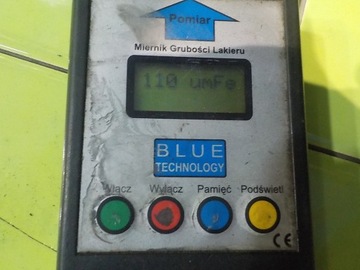 Pomiar
Miernik Grubości Lakieru
110 umFe
BLUE
TECHNOLOGY
Włącz Wyłącz Pamięć Podświetl
CE